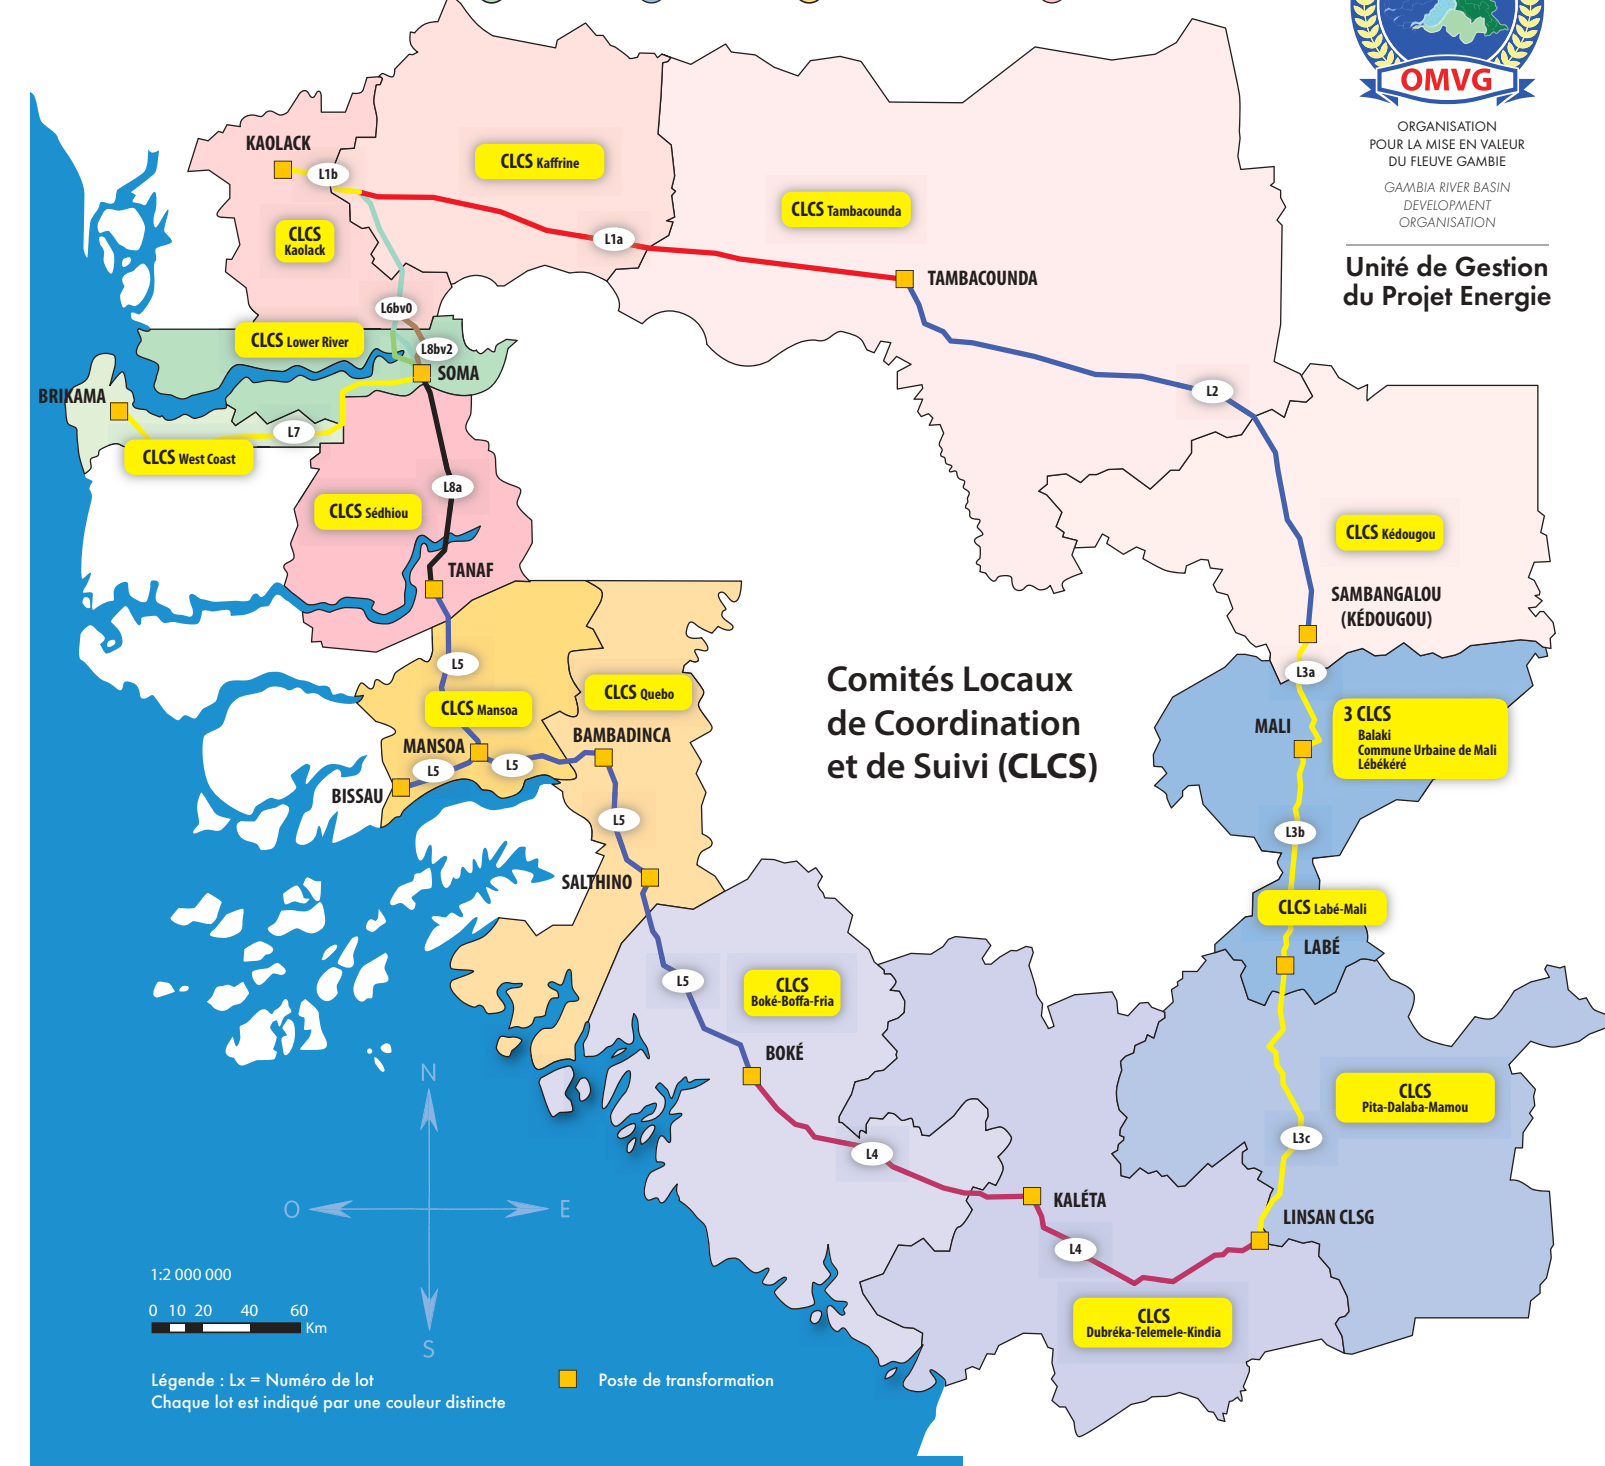 OMVG
ORGANISATION
POUR LA MISE EN VALEUR
DU FLEUVE GAMBIE
GAMBIA RIVER BASIN
DEVELOPMENT
ORGANISATION
Unité de Gestion
du Projet Energie
KAOLACK
L1b
CLCS Kaffrine
CLCS Tambacounda
CLCS
Kaolack
L1a
TAMBACOUNDA
L6bv0
CLCS Lower River
L8bv2
SOMA
BRIKAMA
L2
L7
CLCS West Coast
L8a
CLCS Sédhiou
CLCS Kédougou
TANAF
SAMBANGALOU
(KÉDOUGOU)
L5
L3a
Comités Locaux
de Coordination
et de Suivi (CLCS)
CLCS Quebo
CLCS Mansoa
MALI
3 CLCS
Balaki
Commune Urbaine de Mali
Lébékéré
MANSOA
BAMBADINCA
L5
L5
BISSAU
L5
L3b
SALTHINO
CLCS Labé-Mali
LABÉ
L5
CLCS
Boké-Boffa-Fria
BOKÉ
CLCS
Pita-Dalaba-Mamou
L3c
L4
KALÉTA
LINSAN CLSG
L4
CLCS
Dubréka-Telemele-Kindia
N
O
E
S
1:2 000 000
0 10 20 40 60
Km
Légende : Lx = Numéro de lot
Chaque lot est indiqué par une couleur distincte
Poste de transformation